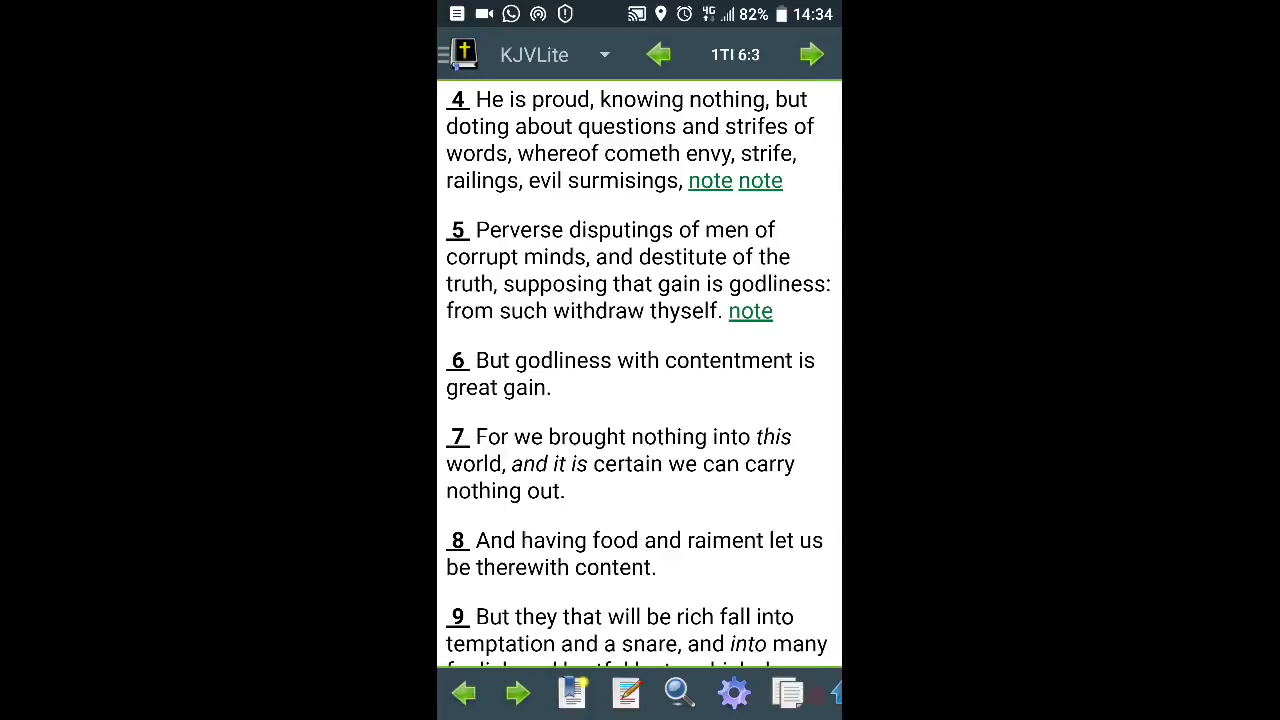 4G 82% 14:34
KJVLite 1TI 6:3
4 He is proud, knowing nothing, but
doting about questions and strifes of
words, whereof cometh envy, strife,
railings, evil surmisings, note note
5 Perverse disputings of men of
corrupt minds, and destitute of the
truth, supposing that gain is godliness:
from such withdraw thyself. note
6 But godliness with contentment is
great gain.
7 For we brought nothing into this
world, and it is certain we can carry
nothing out.
8 And having food and raiment let us
be therewith content.
9 But they that will be rich fall into
temptation and a snare, and into many